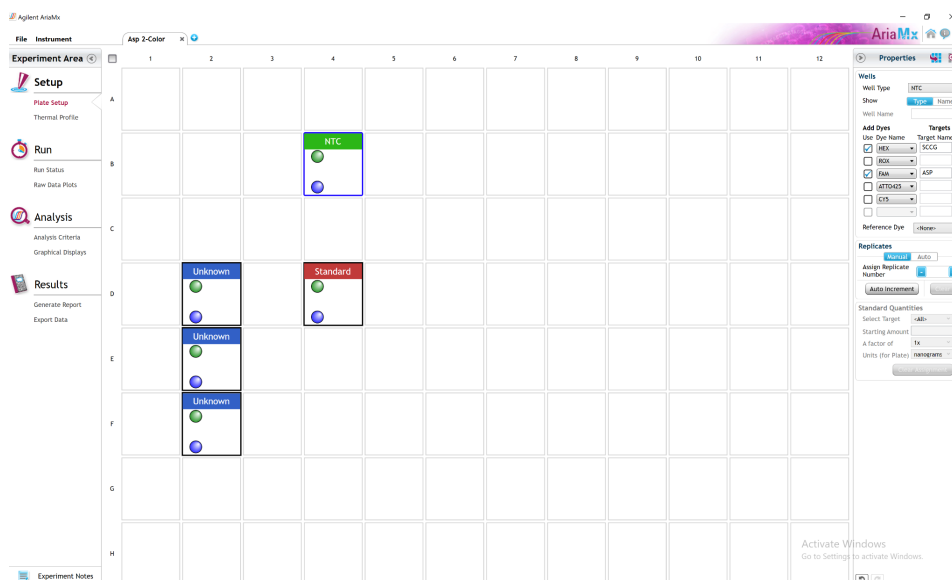 Agilent AriaMx
File Instrument
Asp 2-Color ×
AriaMx
Experiment Area
Setup
Plate Setup
Thermal Profile
Run
Run Status
Raw Data Plots
Analysis
Analysis Criteria
Graphical Displays
Results
Generate Report
Export Data
Experiment Notes
1 2 3 4 5 6 7 8 9 10 11 12
A
B
C
D
E
F
G
H
NTC
Unknown Standard
Unknown
Unknown
Properties
Wells
Well Type NTC
Show Type Name
Well Name
Add Dyes Targets
Use Dye Name Target Name
HEX SCCG
ROX
FAM ASP
ATTO425
CY5
Reference Dye <None>
Replicates
Manual Auto
Assign Replicate
Number
Auto Increment
Standard Quantities
Select Target <All>
Starting Amount
A factor of 1x
Units (for Plate) nanograms
Activate Windows
Go to Settings to activate Windows.